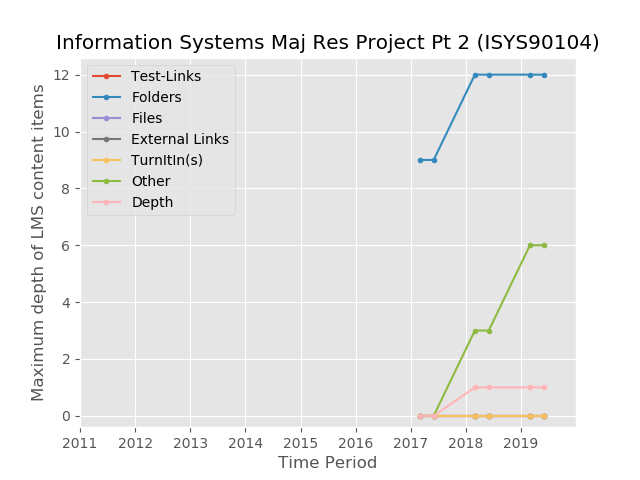 Information Systems Maj Res Project Pt 2 (ISYS90104)
Maximum depth of LMS content items
12
10
8
6
4
2
0
Test-Links
Folders
Files
External Links
TurnItIn(s)
Other
Depth
2011 2012 2013 2014 2015 2016 2017 2018 2019
Time Period